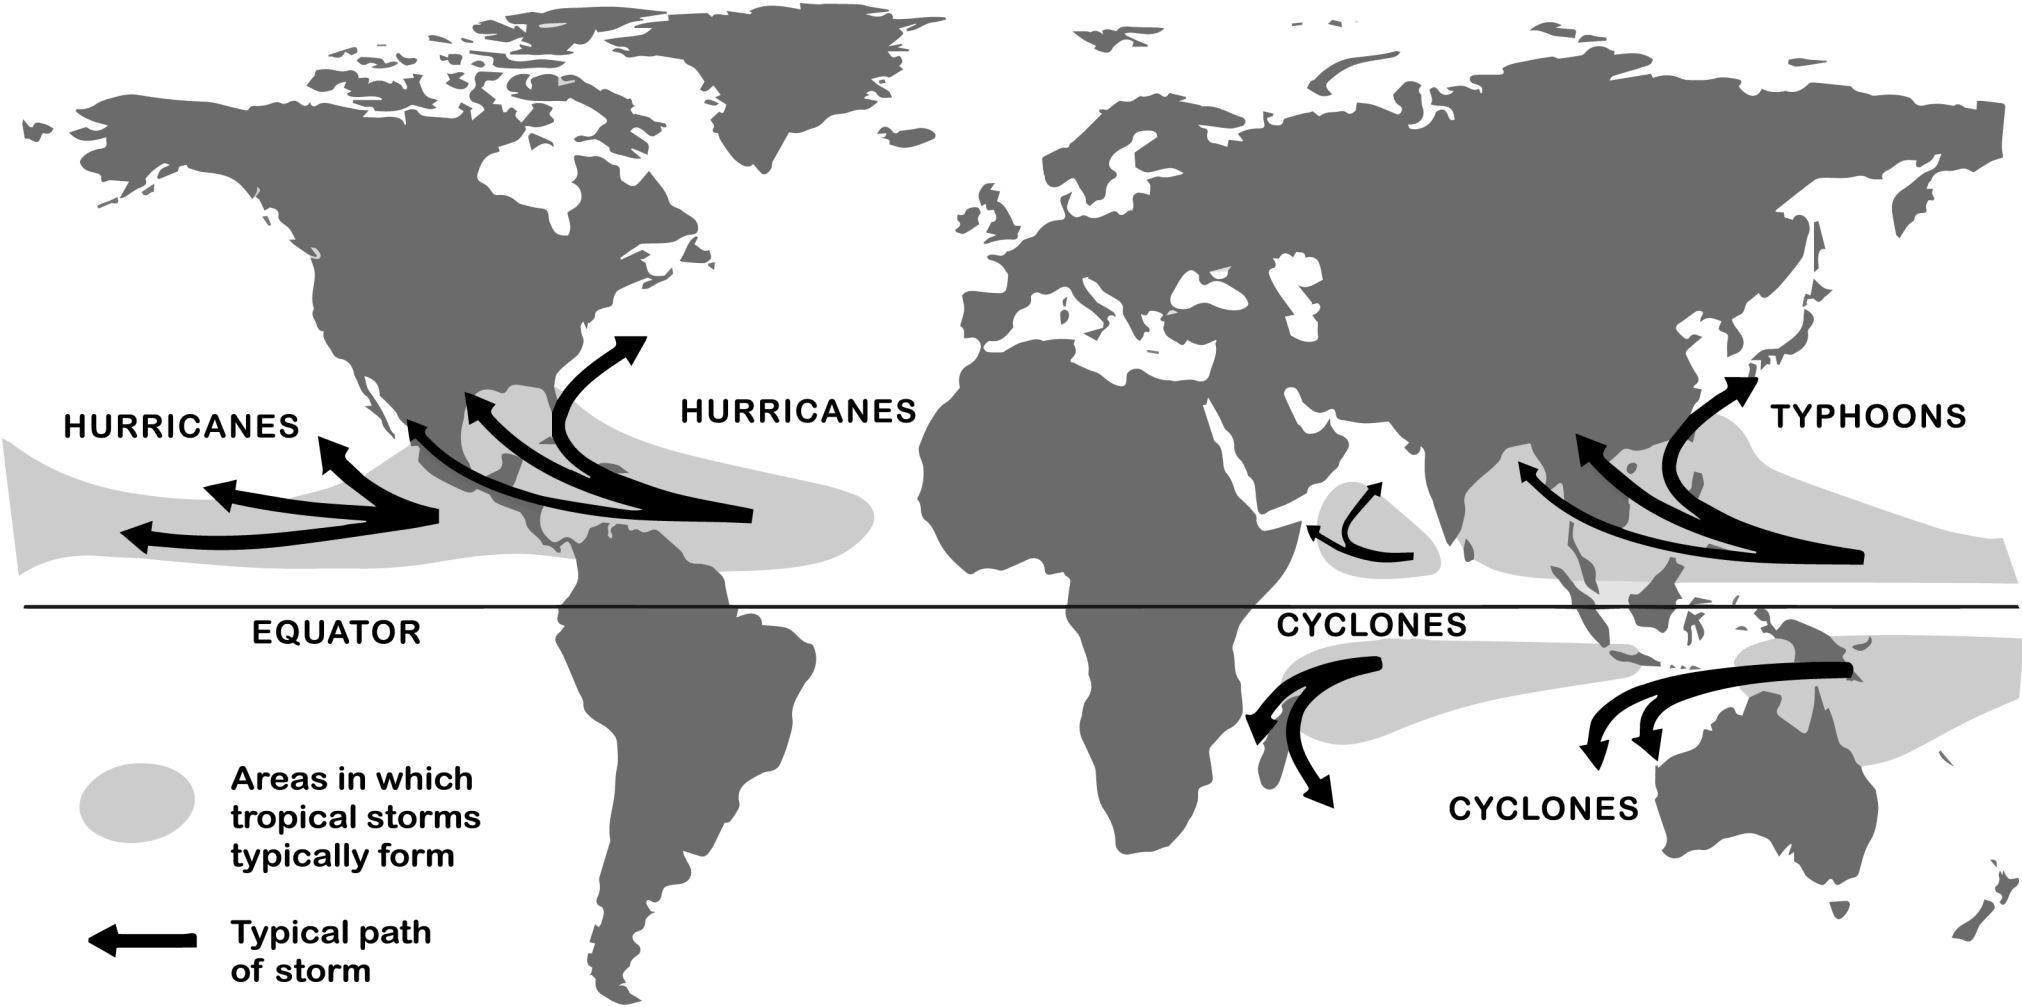 HURRICANES
HURRICANES
TYPHOONS
EQUATOR
CYCLONES
CYCLONES
Areas in which
tropical storms
typically form
Typical path
of storm